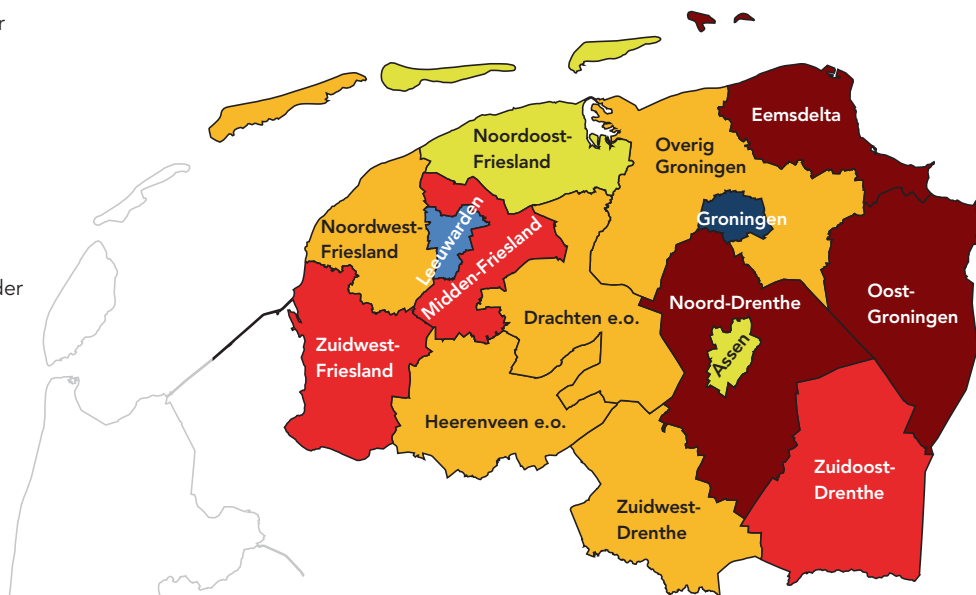 r
der
Eemsdelta
Noordoost-
Friesland
Overig
Groningen
Groningen
Noordwest-
Friesland
Leeuwarden
Midden-Friesland
Oost-
Groningen
Noord-Drenthe
Drachten e.o.
Assen
Zuidwest-
Friesland
Heerenveen e.o.
Zuidoost-
Drenthe
Zuidwest-
Drenthe